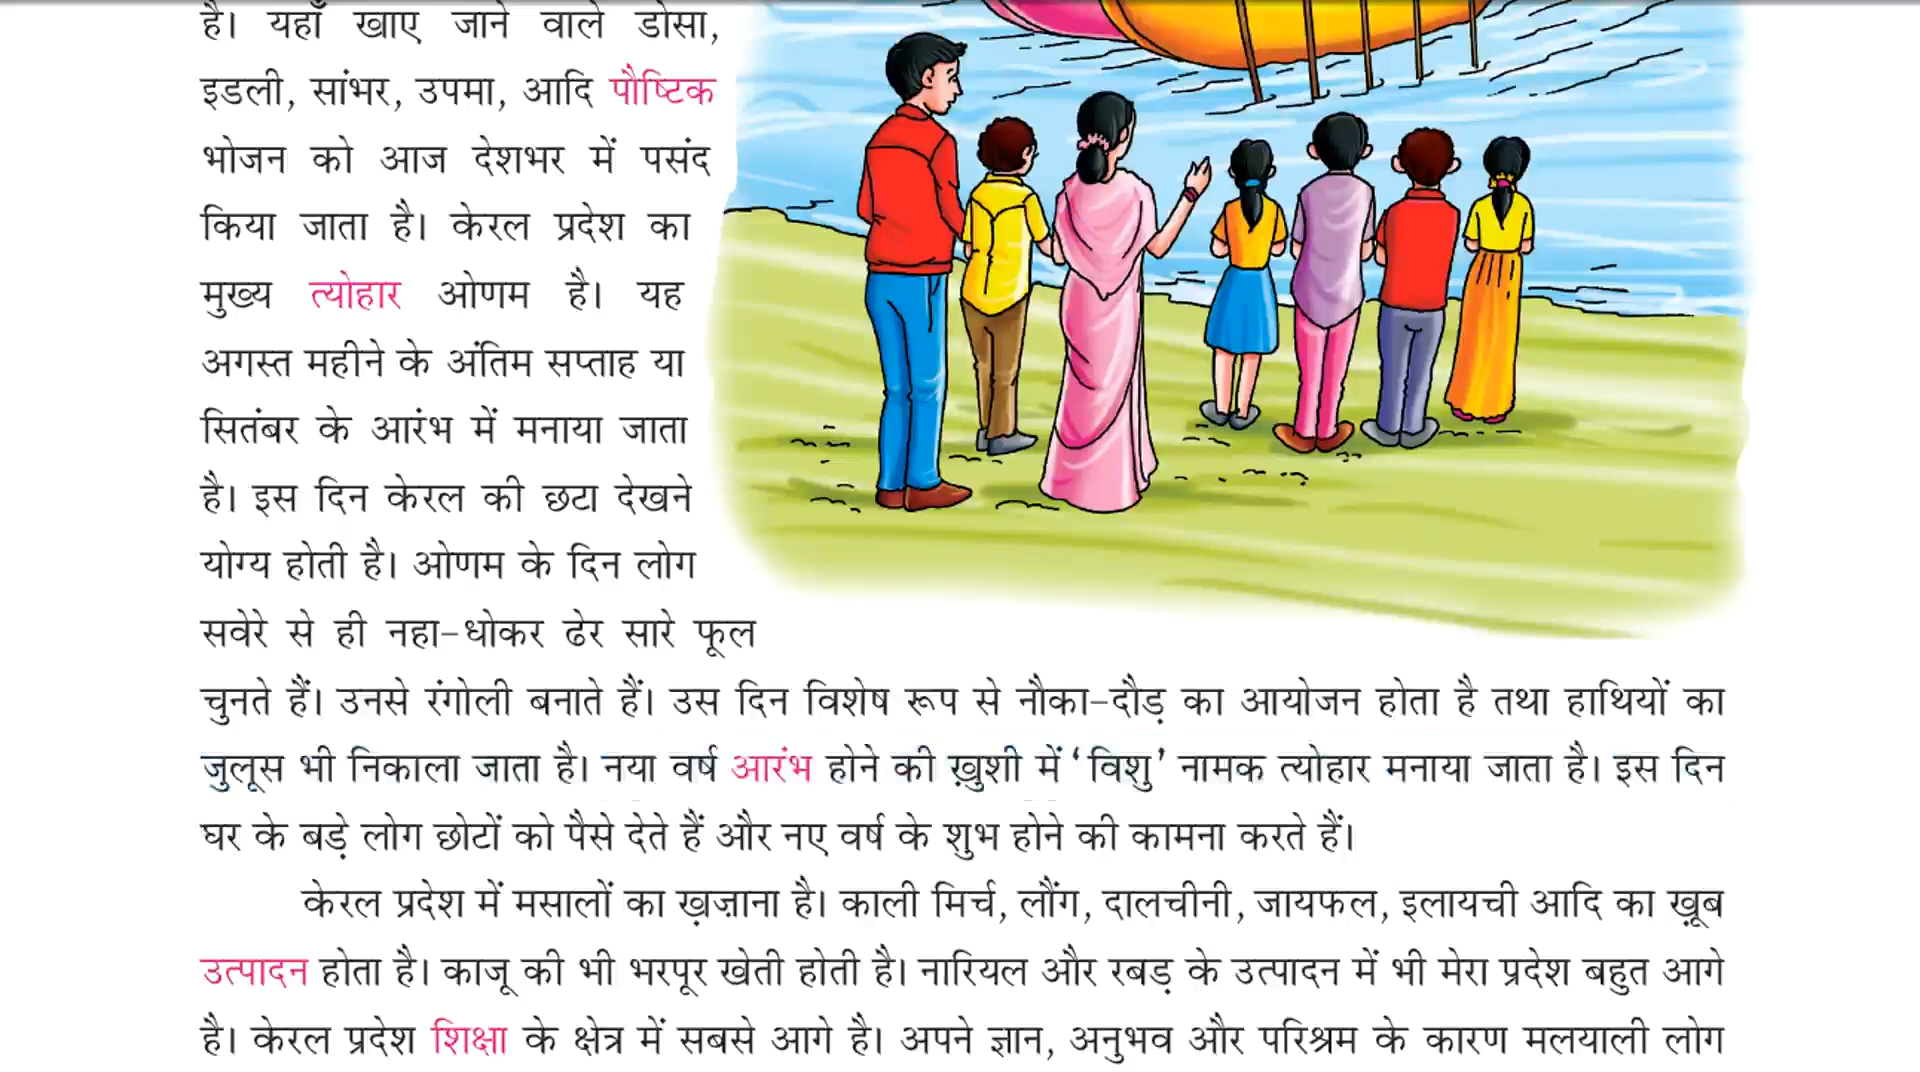 है। यहाँ खाए जाने वाले डोसा,
इडली, सांभर, उपमा, आदि पौष्टिक
भोजन को आज देशभर में पसंद
किया जाता है। केरल प्रदेश का
मुख्य त्योहार ओणम है। यह
अगस्त महीने के अंतिम सप्ताह या
सितंबर के आरंभ में मनाया जाता
है। इस दिन केरल की छटा देखने
योग्य होती है। ओणम के दिन लोग
सवेरे से ही नहा-धोकर ढेर सारे फूल
चुनते हैं। उनसे रंगोली बनाते हैं। उस दिन विशेष रूप से नौका-दौड़ का आयोजन होता है तथा हाथियों का
जुलूस भी निकाला जाता है। नया वर्ष आरंभ होने की ख़ुशी में ‘विशु’ नामक त्योहार मनाया जाता है। इस दिन
घर के बड़े लोग छोटों को पैसे देते हैं और नए वर्ष के शुभ होने की कामना करते हैं।
केरल प्रदेश में मसालों का ख़ज़ाना है। काली मिर्च, लौंग, दालचीनी, जायफल, इलायची आदि का ख़ूब
उत्पादन होता है। काजू की भी भरपूर खेती होती है। नारियल और रबड़ के उत्पादन में भी मेरा प्रदेश बहुत आगे
है। केरल प्रदेश शिक्षा के क्षेत्र में सबसे आगे है। अपने ज्ञान, अनुभव और परिश्रम के कारण मलयाली लोग